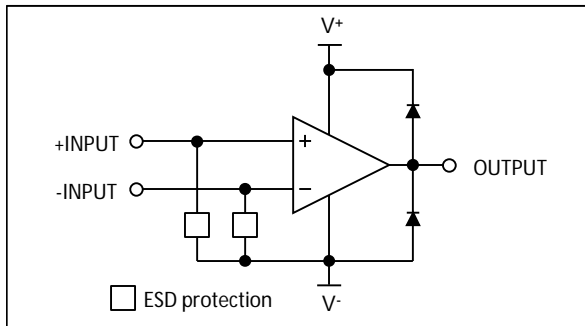 V+
+INPUT
+
-INPUT
−
OUTPUT
ESD protection
V-